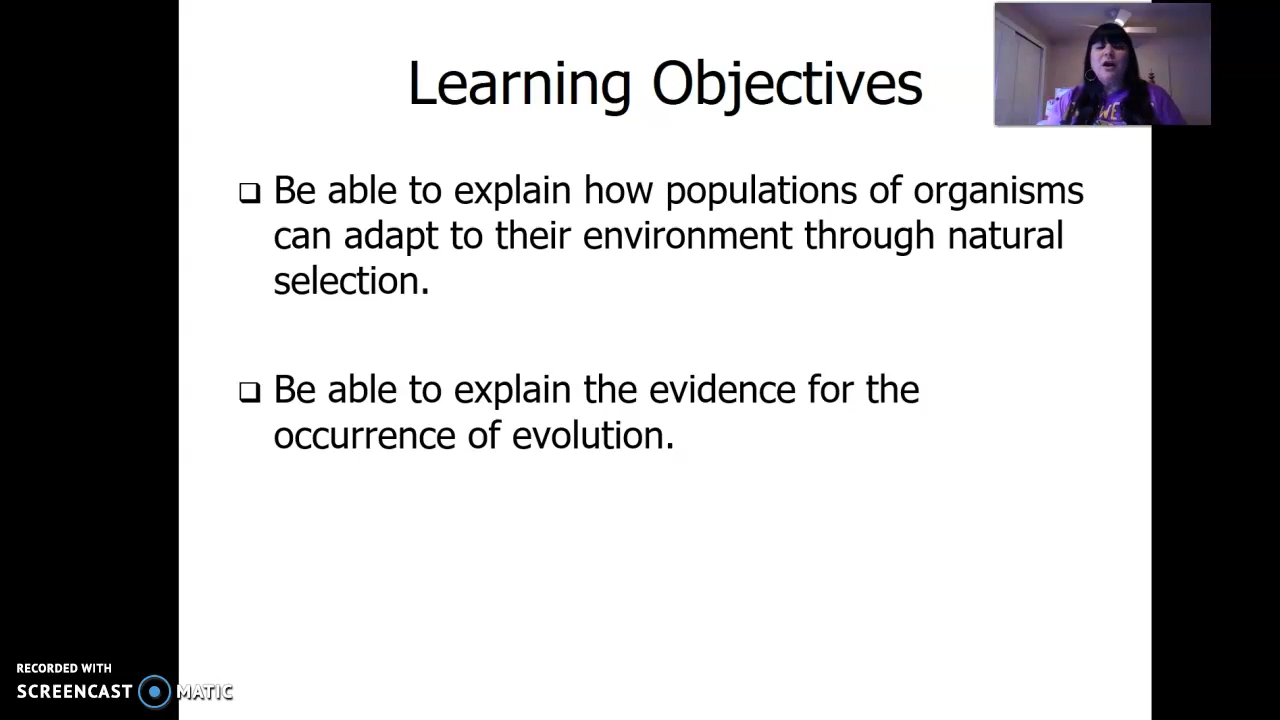 Learning Objectives
Be able to explain how populations of organisms
can adapt to their environment through natural
selection.
Be able to explain the evidence for the
occurrence of evolution.
RECORDED WITH
SCREENCAST MATIC